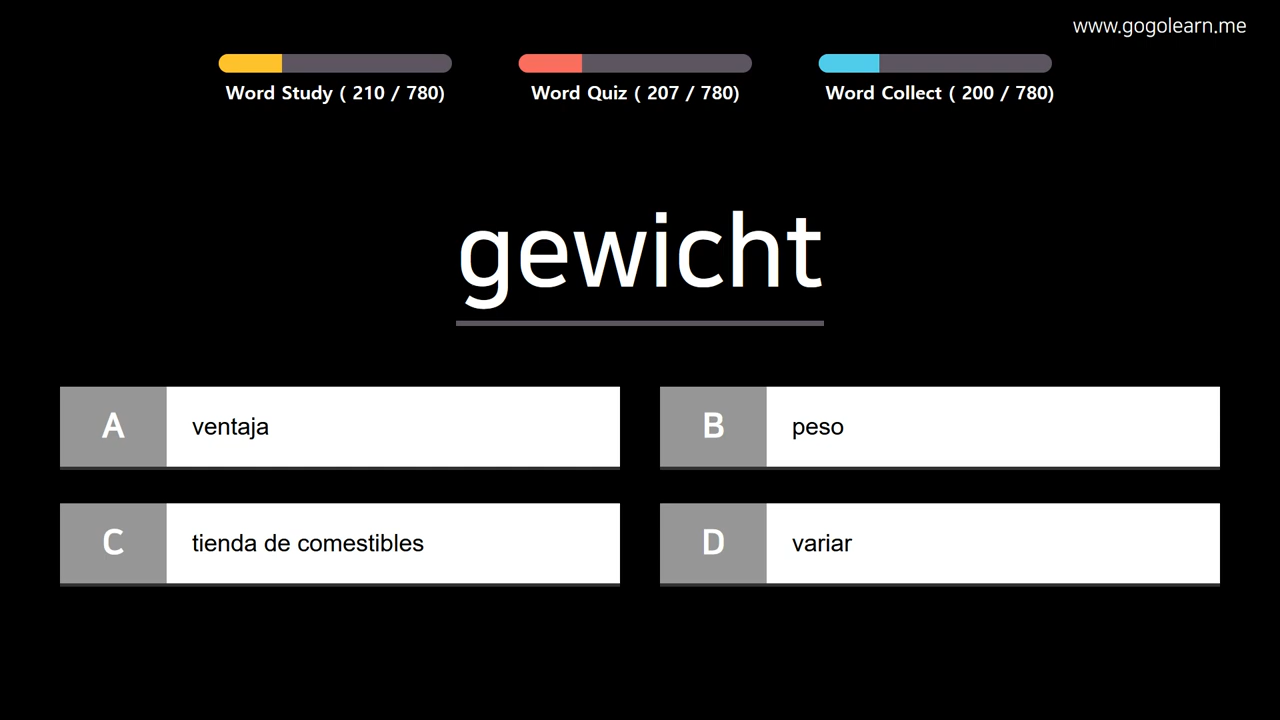 www.gogolearn.me
Word Study ( 210 / 780)
Word Quiz ( 207 / 780)
Word Collect ( 200 / 780)
gewicht
A ventaja
B peso
C tienda de comestibles
D variar